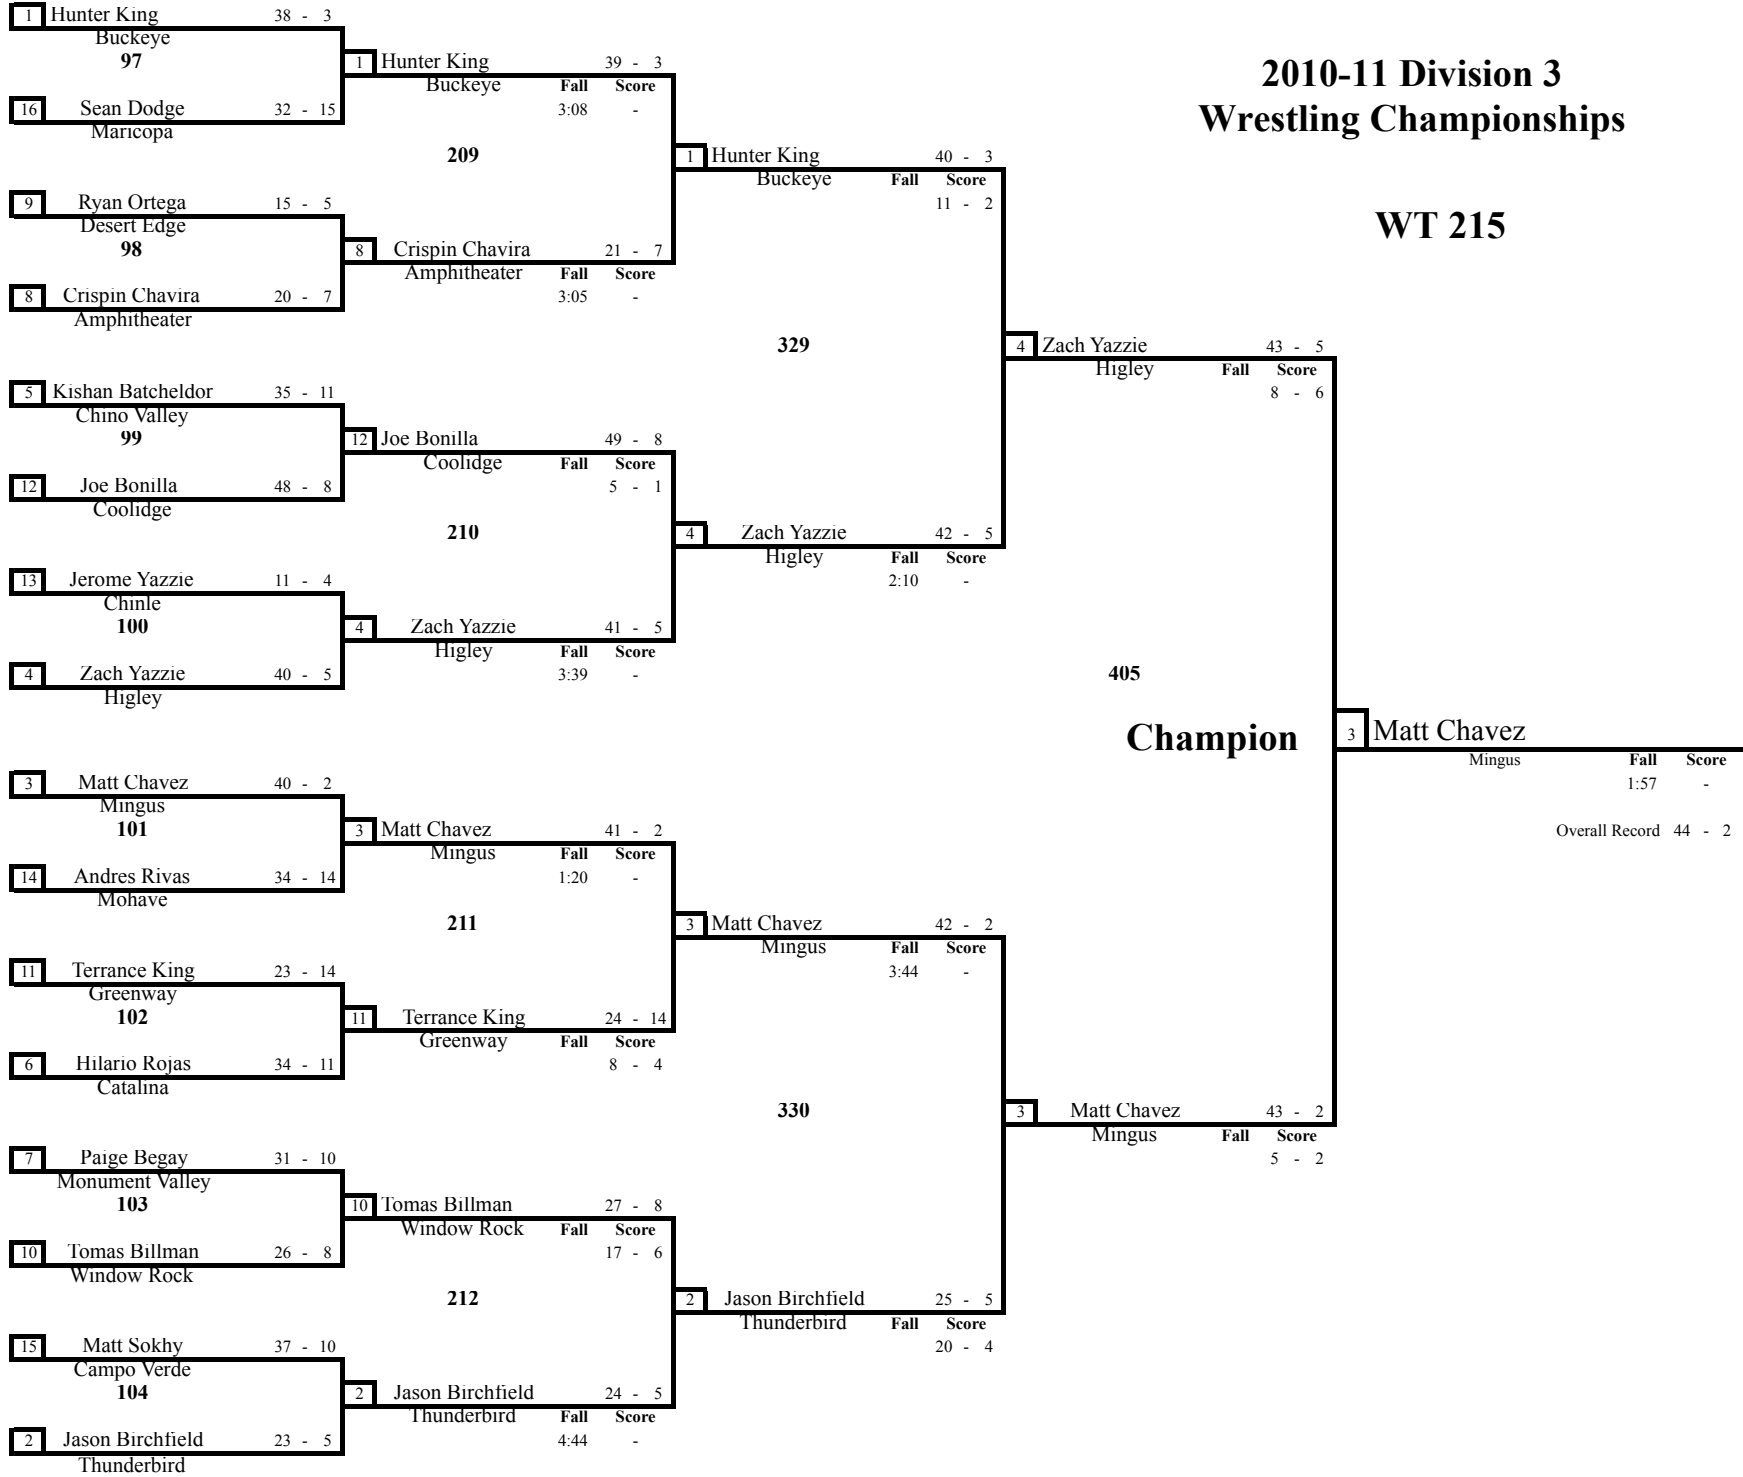 1 Hunter King 38 - 3
Buckeye
97
16 Sean Dodge 32 - 15
Maricopa
9 Ryan Ortega 15 - 5
Desert Edge
98
8 Crispin Chavira 20 - 7
Amphitheater
5 Kishan Batcheldor 35 - 11
Chino Valley
99
12 Joe Bonilla 48 - 8
Coolidge
13 Jerome Yazzie 11 - 4
Chinle
100
4 Zach Yazzie 40 - 5
Higley
3 Matt Chavez 40 - 2
Mingus
101
14 Andres Rivas 34 - 14
Mohave
11 Terrance King 23 - 14
Greenway
102
6 Hilario Rojas 34 - 11
Catalina
7 Paige Begay 31 - 10
Monument Valley
103
10 Tomas Billman 26 - 8
Window Rock
15 Matt Sokhy 37 - 10
Campo Verde
104
2 Jason Birchfield 23 - 5
Thunderbird
1 Hunter King 39 - 3
Buckeye Fall Score
3:08 -
209
8 Crispin Chavira 21 - 7
Amphitheater Fall Score
3:05 -
12 Joe Bonilla 49 - 8
Coolidge Fall Score
5 - 1
210
4 Zach Yazzie 41 - 5
Higley Fall Score
3:39 -
3 Matt Chavez 41 - 2
Mingus Fall Score
1:20 -
211
11 Terrance King 24 - 14
Greenway Fall Score
8 - 4
10 Tomas Billman 27 - 8
Window Rock Fall Score
17 - 6
212
2 Jason Birchfield 24 - 5
Thunderbird Fall Score
4:44 -
1 Hunter King 40 - 3
Buckeye Fall Score
11 - 2
329
4 Zach Yazzie 42 - 5
Higley Fall Score
2:10 -
3 Matt Chavez 42 - 2
Mingus Fall Score
3:44 -
330
2 Jason Birchfield 25 - 5
Thunderbird Fall Score
20 - 4
2010-11 Division 3
Wrestling Championships
WT 215
4 Zach Yazzie 43 - 5
Higley Fall Score
8 - 6
405
Champion
3 Matt Chavez 43 - 2
Mingus Fall Score
5 - 2
3 Matt Chavez
Mingus Fall Score
1:57 -
Overall Record 44 - 2